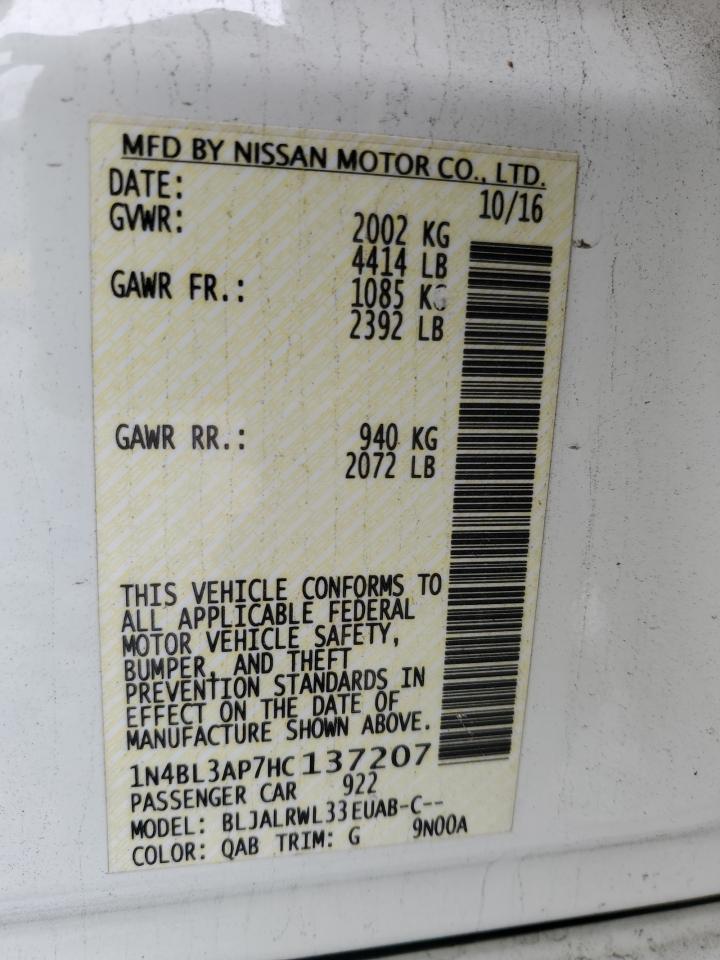 MFD BY NISSAN MOTOR CO., LTD.
DATE: 10/16
GVWR: 2002 KG
4414 LB
GAWR FR.: 1085 KG
2392 LB
GAWR RR.: 940 KG
2072 LB
THIS VEHICLE CONFORMS TO
ALL APPLICABLE FEDERAL
MOTOR VEHICLE SAFETY,
BUMPER, AND THEFT
PREVENTION STANDARDS IN
EFFECT ON THE DATE OF
MANUFACTURE SHOWN ABOVE.
1N4BL3AP7HC137207
PASSENGER CAR 922
MODEL: BLJALRWL33EUAB-C--
COLOR: QAB TRIM: G 9N00A